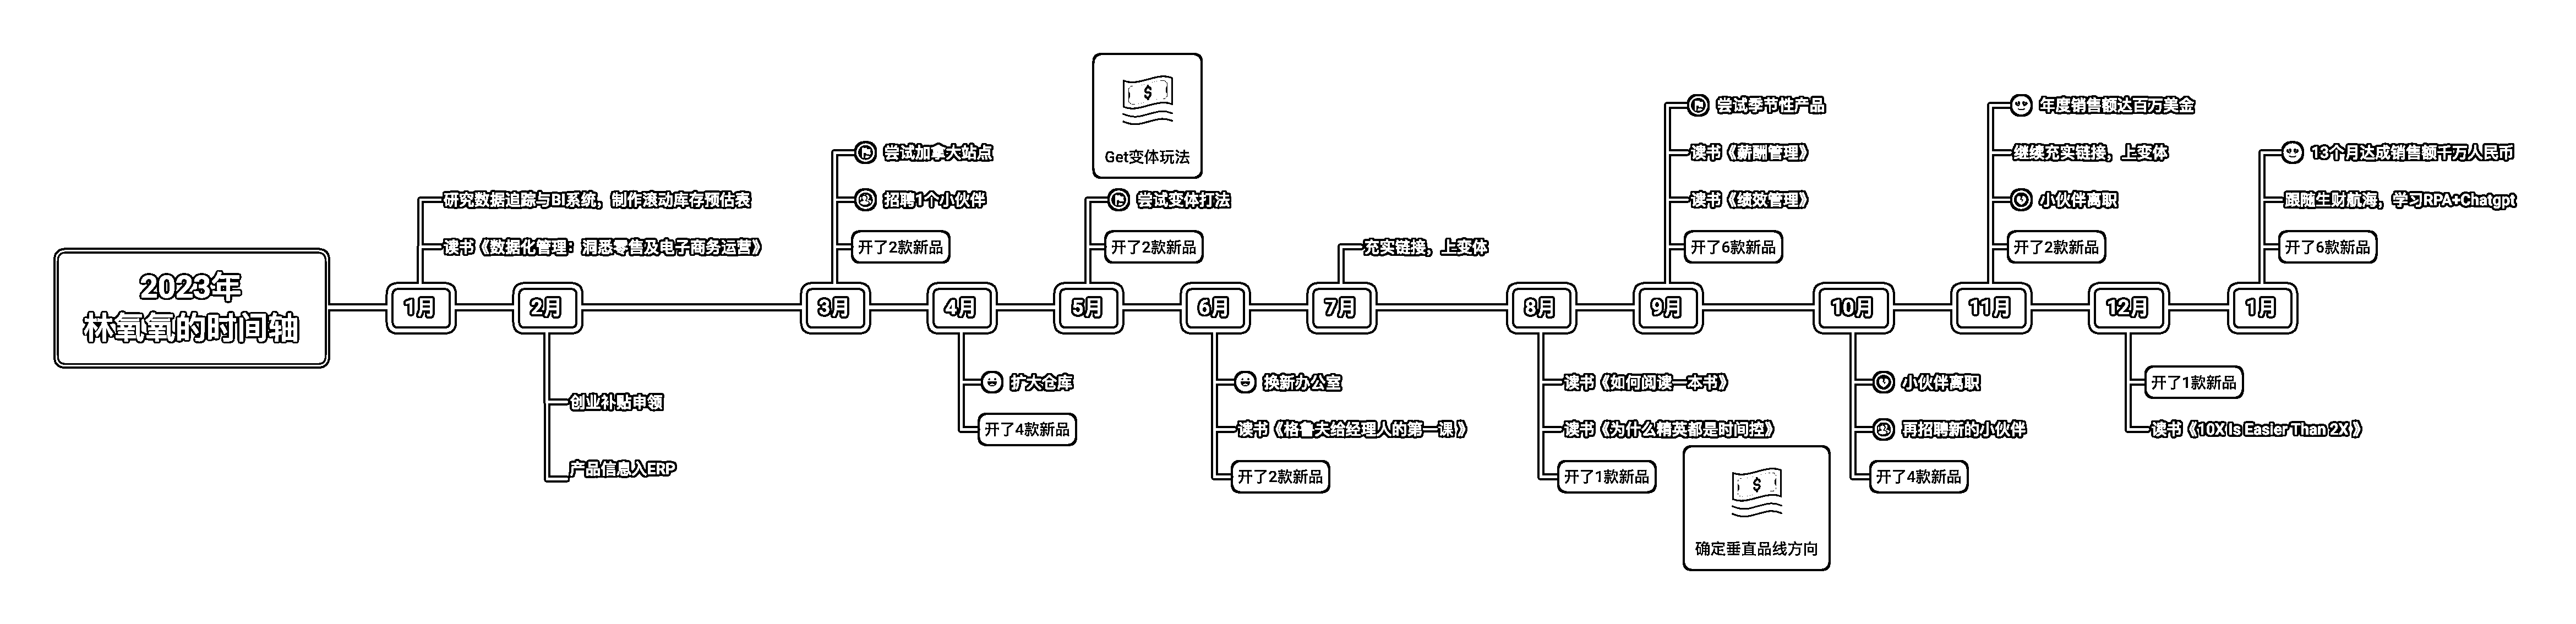 2023年
林氧氧的时间轴
1月
研究数据追踪与BI系统，制作滚动库存预估表
读书《数据化管理：洞悉零售及电子商务运营》
2月
创业补贴申领
产品信息入ERP
3月
尝试加拿大站点
招聘1个小伙伴
开了2款新品
4月
扩大仓库
开了4款新品
$
Get变体玩法
5月
尝试变体打法
开了2款新品
6月
换新办公室
读书《格鲁夫给经理人的第一课》
开了2款新品
7月
充实链接，上变体
8月
读书《如何阅读一本书》
读书《为什么精英都是时间控》
开了1款新品
$
确定垂直品线方向
9月
尝试季节性产品
读书《薪酬管理》
读书《绩效管理》
开了6款新品
10月
小伙伴离职
再招聘新的小伙伴
开了4款新品
11月
年度销售额达百万美金
继续充实链接，上变体
小伙伴离职
开了2款新品
12月
开了1款新品
读书《10X Is Easier Than 2X》
1月
13个月达成销售额千万人民币
跟随生财航海，学习RPA+Chatgpt
开了6款新品